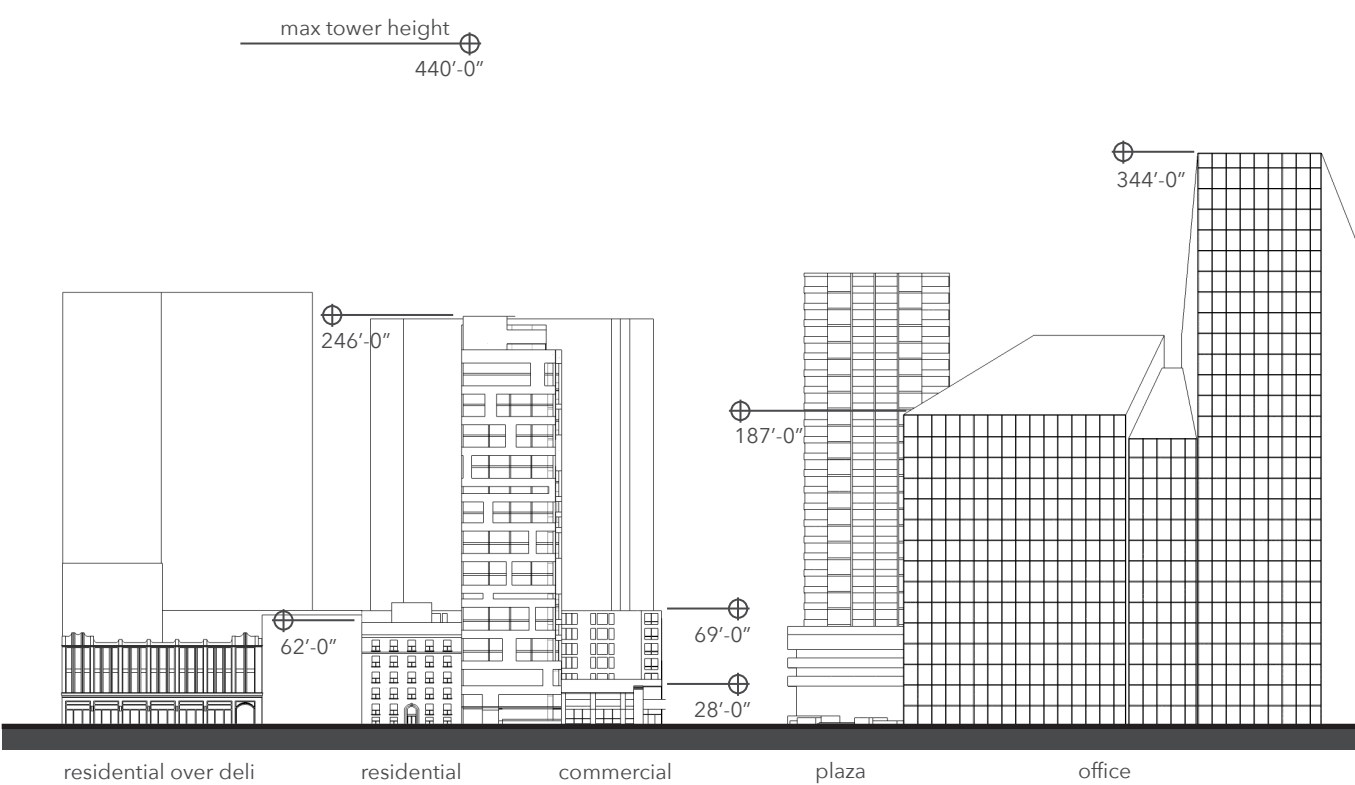 max tower height
440’-0”
344’-0”
246’-0”
187’-0”
69’-0”
62’-0”
28’-0”
residential over deli
residential
commercial
plaza
office